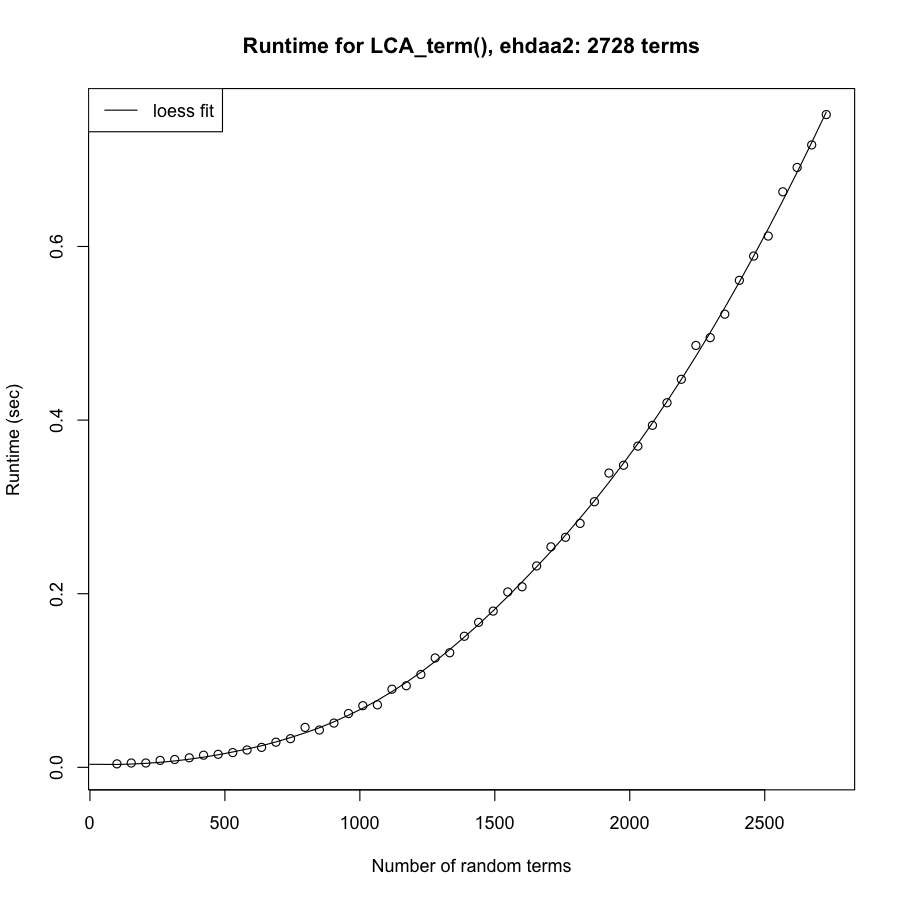 Runtime for LCA_term(), ehdaa2: 2728 terms
loess fit
Runtime (sec)
0.6
0.4
0.2
0.0
0 500 1000 1500 2000 2500
Number of random terms